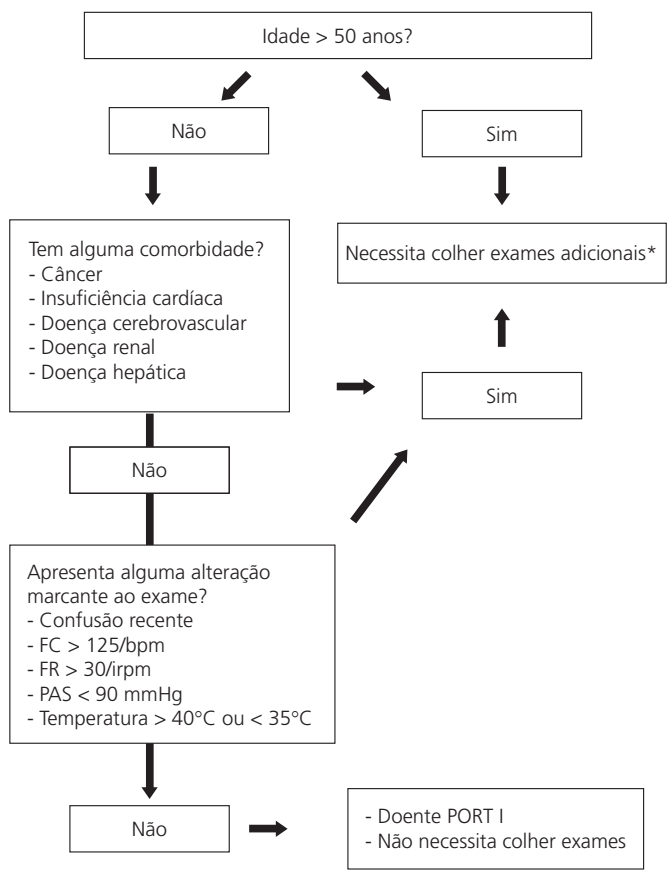 Idade > 50 anos?
Não
Sim
Tem alguma comorbidade?
- Câncer
- Insuficiência cardíaca
- Doença cerebrovascular
- Doença renal
- Doença hepática
Necessita colher exames adicionais*
Sim
Não
Apresenta alguma alteração
marcante ao exame?
- Confusão recente
- FC > 125/bpm
- FR > 30/irpm
- PAS < 90 mmHg
- Temperatura > 40°C ou < 35°C
Não
- Doente PORT I
- Não necessita colher exames